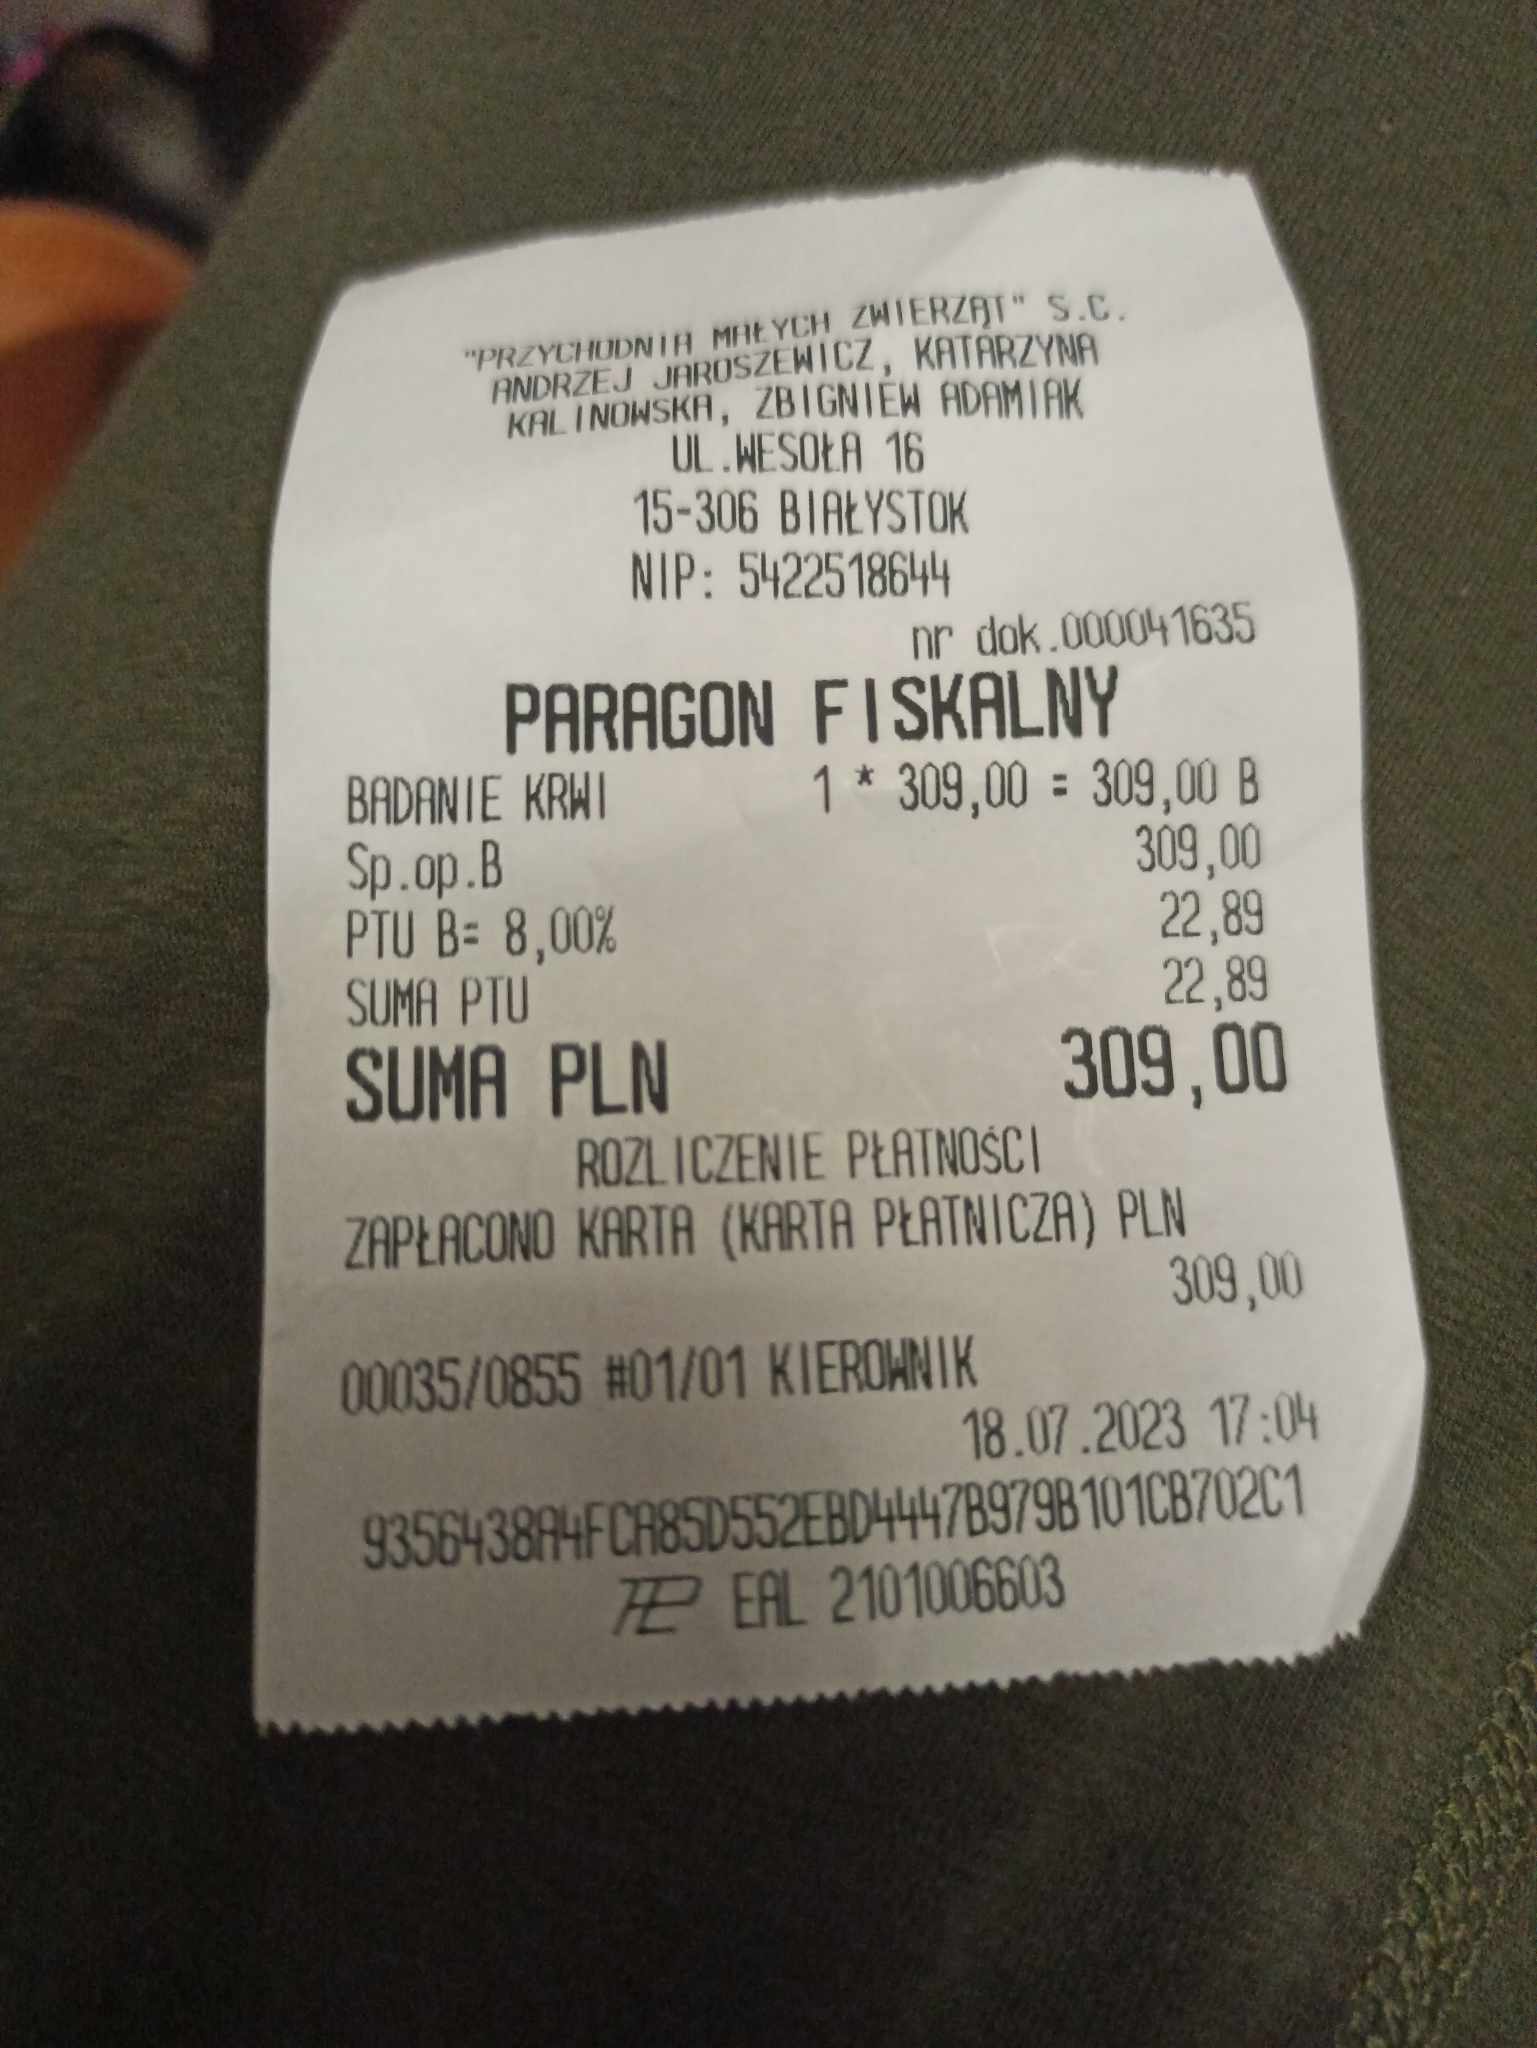 "PRZYCHODNIA MAŁYCH ZWIERZĄT" S.C.
ANDRZEJ JAROSZEWICZ, KATARZYNA
KALINOWSKA, ZBIGNIEW ADAMIAK
UL.WESOŁA 16
15-306 BIAŁYSTOK
NIP: 5422518644
nr dok.000041635
PARAGON FISKALNY
BADANIE KRWI 1 * 309,00 = 309,00 B
Sp.op.B 309,00
PTU B= 8,00% 22,89
SUMA PTU 22,89
SUMA PLN 309,00
ROZLICZENIE PŁATNOŚCI
ZAPŁACONO KARTA (KARTA PŁATNICZA) PLN
309,00
00035/0855 #01/01 KIEROWNIK
18.07.2023 17:04
9356438A4FCA85D552EBD4447B979B101CB702C1
PL EAL 2101006603